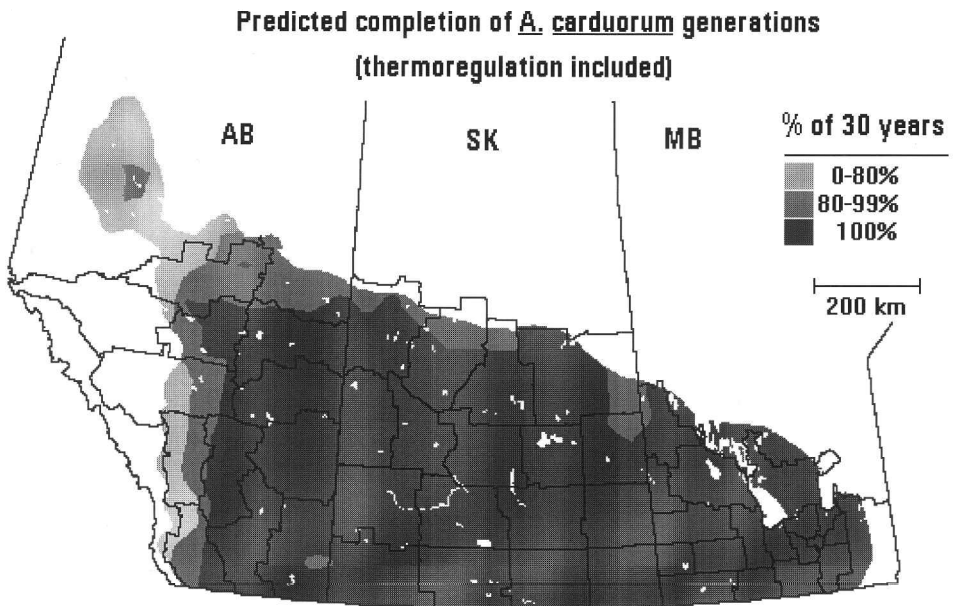 Predicted completion of A. carduorum generations
(thermoregulation included)
AB
SK
MB
% of 30 years
0-80%
80-99%
100%
200 km